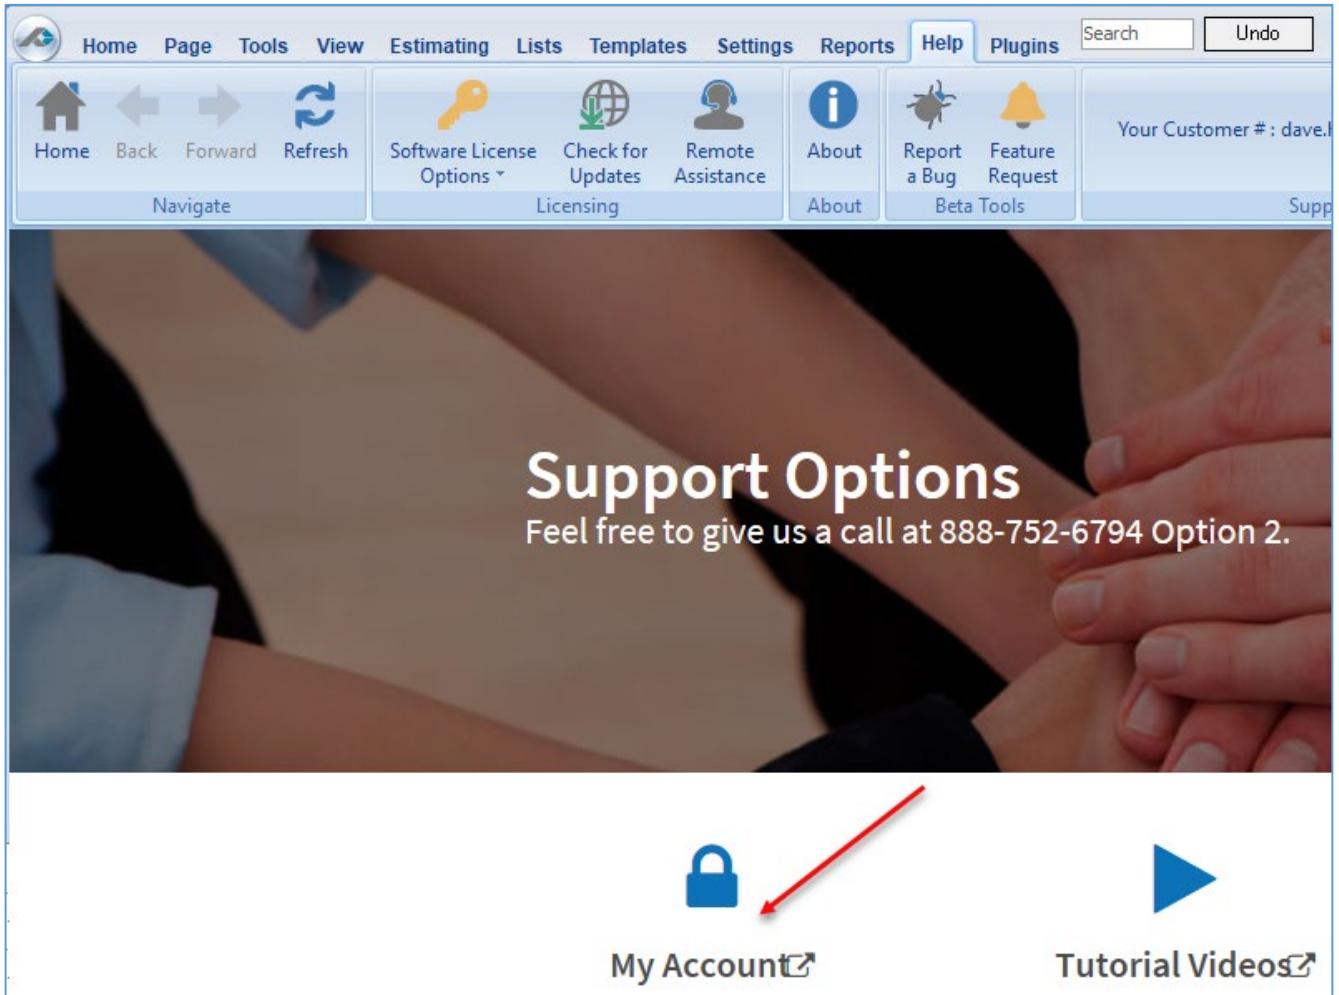 Home Page Tools View Estimating Lists Templates Settings Reports Help Plugins Search Undo
Home Back Forward Refresh Software License Options Check for Updates Remote Assistance About Report a Bug Feature Request Your Customer # : dave.
Navigate Licensing About Beta Tools Supp
Support Options
Feel free to give us a call at 888-752-6794 Option 2.
My Account Tutorial Videos